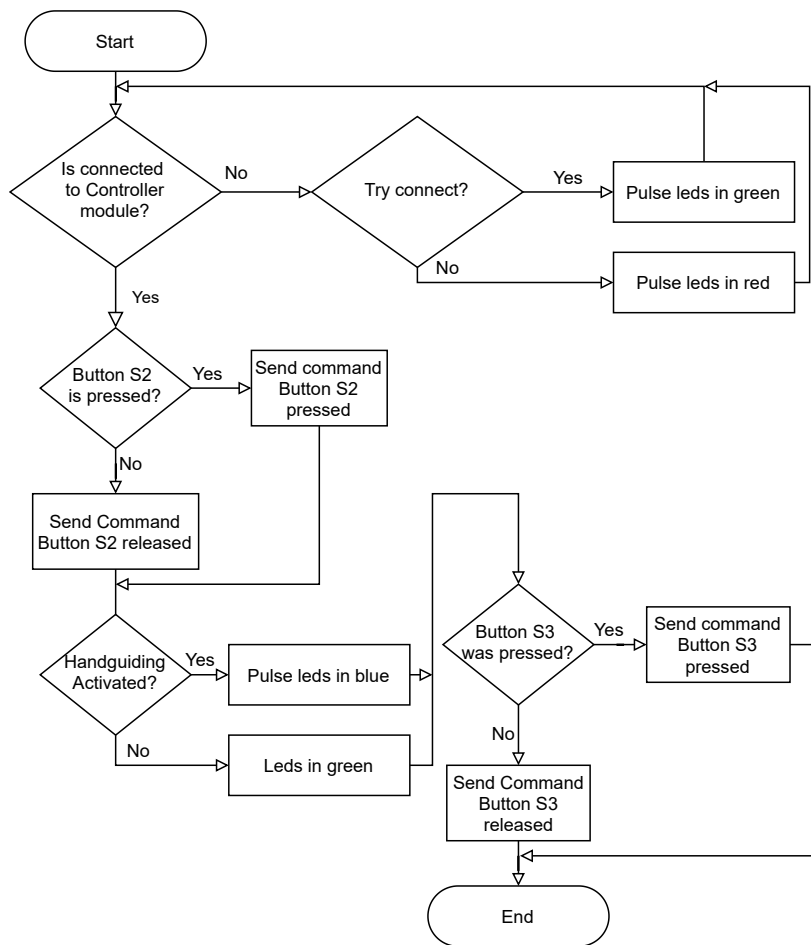 Start
Is connected
to Controller
module?
No
Try connect?
Yes
Pulse leds in green
No
Pulse leds in red
Yes
Button S2
is pressed?
Yes
Send command
Button S2
pressed
No
Send Command
Button S2 released
Handguiding
Activated?
Yes
Pulse leds in blue
No
Leds in green
Button S3
was pressed?
Yes
Send command
Button S3
pressed
No
Send Command
Button S3
released
End